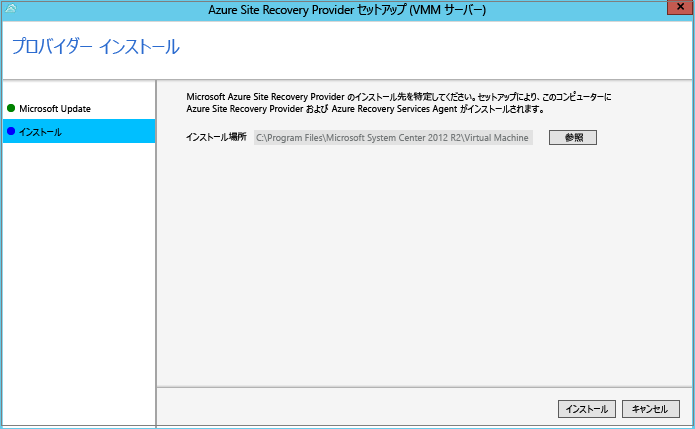 Azure Site Recovery Provider セットアップ (VMM サーバー)
プロバイダー インストール
Microsoft Update
インストール
Microsoft Azure Site Recovery Provider のインストール先を特定してください。セットアップにより、このコンピューターに
Azure Site Recovery Provider および Azure Recovery Services Agent がインストールされます。
インストール場所 C:\Program Files\Microsoft System Center 2012 R2\Virtual Machine 参照
インストール キャンセル